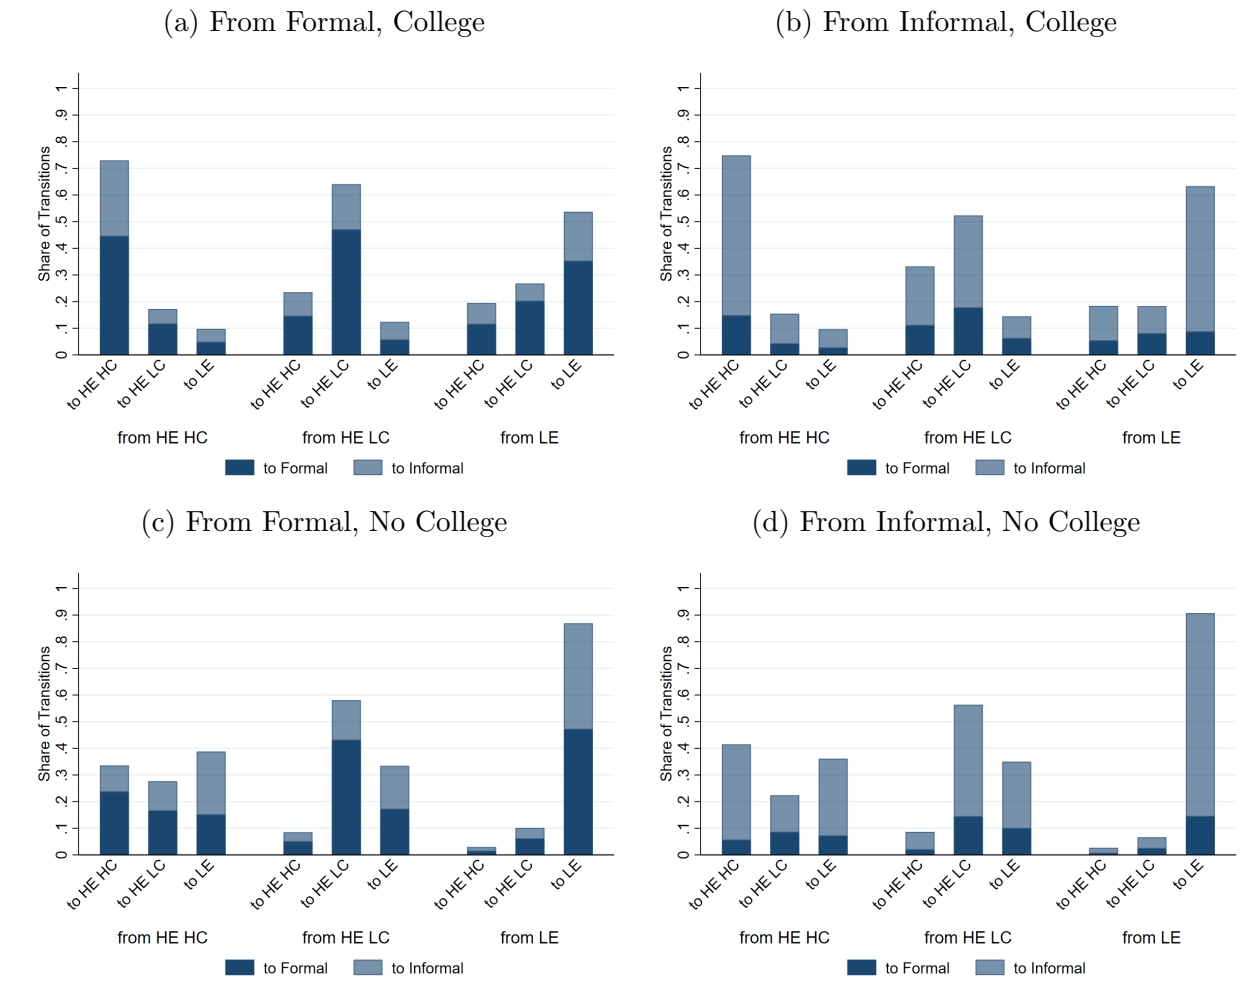 (a) From Formal, College
Share of Transitions
0 .1 .2 .3 .4 .5 .6 .7 .8 .9 1
to HE HC
to HE LC
to LE
to HE HC
to HE LC
to LE
to HE HC
to HE LC
to LE
from HE HC
from HE LC
from LE
to Formal
to Informal
(b) From Informal, College
Share of Transitions
0 .1 .2 .3 .4 .5 .6 .7 .8 .9 1
to HE HC
to HE LC
to LE
to HE HC
to HE LC
to LE
to HE HC
to HE LC
to LE
from HE HC
from HE LC
from LE
to Formal
to Informal
(c) From Formal, No College
Share of Transitions
0 .1 .2 .3 .4 .5 .6 .7 .8 .9 1
to HE HC
to HE LC
to LE
to HE HC
to HE LC
to LE
to HE HC
to HE LC
to LE
from HE HC
from HE LC
from LE
to Formal
to Informal
(d) From Informal, No College
Share of Transitions
0 .1 .2 .3 .4 .5 .6 .7 .8 .9 1
to HE HC
to HE LC
to LE
to HE HC
to HE LC
to LE
to HE HC
to HE LC
to LE
from HE HC
from HE LC
from LE
to Formal
to Informal